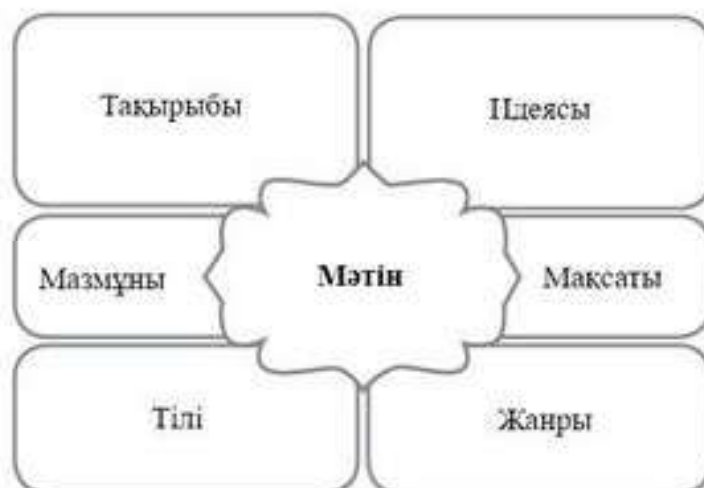 Тақырыбы
Идеясы
Мазмұны
Мәтін
Мақсаты
Тілі
Жанры